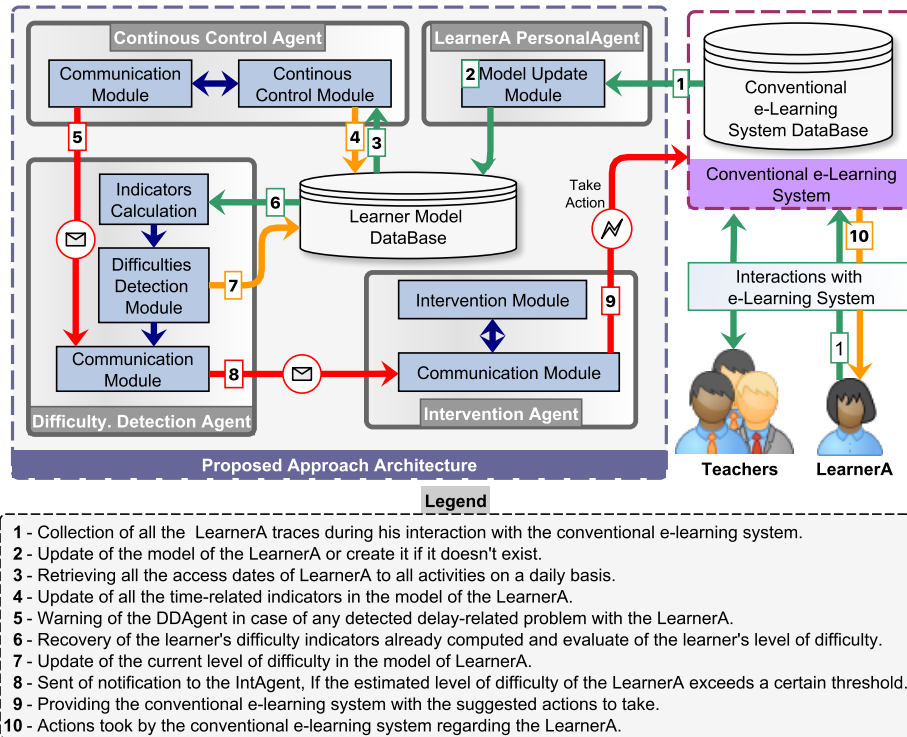 Continous Control Agent
Communication
Module
Continous
Control Module
LearnerA PersonalAgent
2
Model Update
Module
1
Conventional
e-Learning
System DataBase
5
4
3
Conventional e-Learning
System
Indicators
Calculation
6
Learner Model
DataBase
Take
Action
10
Difficulties
Detection
Module
7
Intervention Module
9
Interactions with
e-Learning System
Communication
Module
8
Communication Module
1
Difficulty. Detection Agent
Intervention Agent
Proposed Approach Architecture
Teachers
LearnerA
Legend
1 - Collection of all the LearnerA traces during his interaction with the conventional e-learning system.
2 - Update of the model of the LearnerA or create it if it doesn't exist.
3 - Retrieving all the access dates of LearnerA to all activities on a daily basis.
4 - Update of all the time-related indicators in the model of the LearnerA.
5 - Warning of the DDAgent in case of any detected delay-related problem with the LearnerA.
6 - Recovery of the learner's difficulty indicators already computed and evaluate of the learner's level of difficulty.
7 - Update of the current level of difficulty in the model of LearnerA.
8 - Sent of notification to the IntAgent, If the estimated level of difficulty of the LearnerA exceeds a certain threshold.
9 - Providing the conventional e-learning system with the suggested actions to take.
10 - Actions took by the conventional e-learning system regarding the LearnerA.